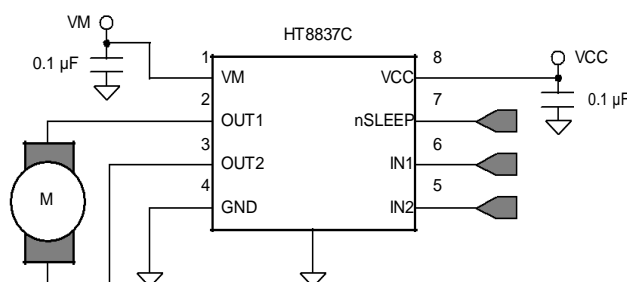 HT8837C
VM
VCC
0.1 µF
0.1 µF
1
VM
2
OUT1
3
OUT2
4
GND
8
VCC
7
nSLEEP
6
IN1
5
IN2
M